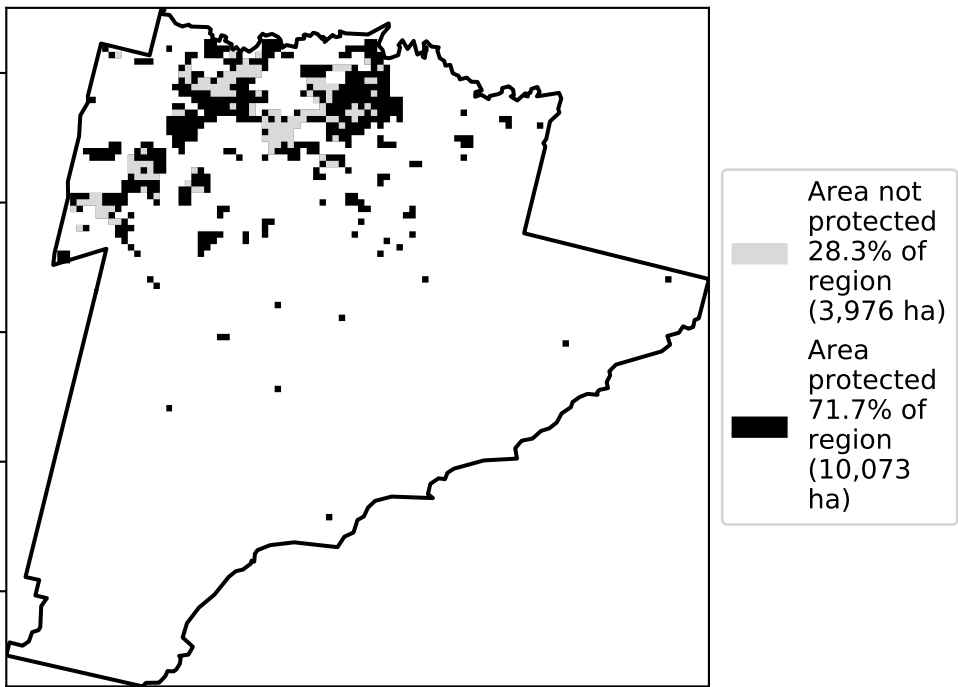 Area not
protected
28.3% of
region
(3,976 ha)
Area
protected
71.7% of
region
(10,073
ha)